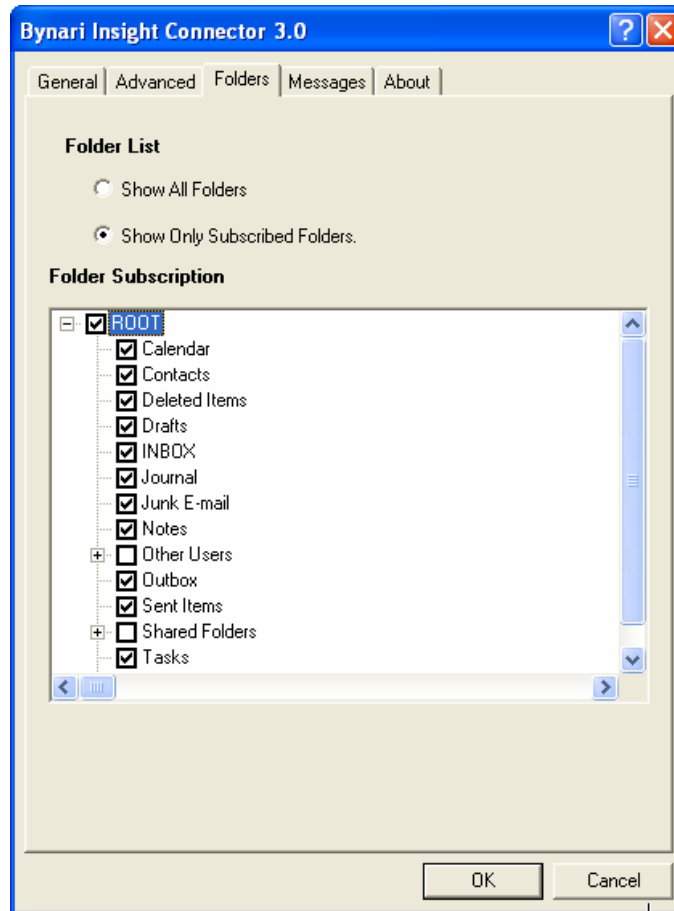 Bynari Insight Connector 3.0
General Advanced Folders Messages About
Folder List
Show All Folders
Show Only Subscribed Folders.
Folder Subscription
ROOT
Calendar
Contacts
Deleted Items
Drafts
INBOX
Journal
Junk E-mail
Notes
Other Users
Outbox
Sent Items
Shared Folders
Tasks
OK Cancel